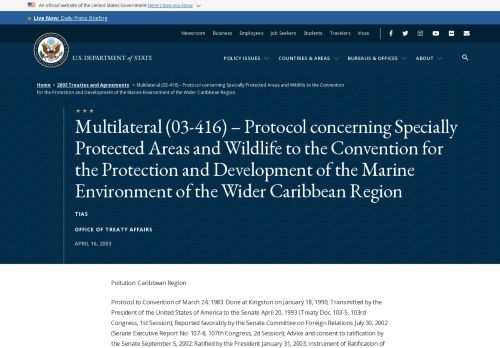 An official website of the United States Government Here's how you know
Live Now: Daily Press Briefing
Newsroom Business Employees Job Seekers Students Travelers Visas
U.S. DEPARTMENT of STATE
POLICY ISSUES COUNTRIES & AREAS BUREAUS & OFFICES ABOUT
Home > 2003 Treaties and Agreements > Multilateral (03-416) – Protocol concerning Specially Protected Areas and Wildlife to the Convention
for the Protection and Development of the Marine Environment of the Wider Caribbean Region
Multilateral (03-416) – Protocol concerning Specially
Protected Areas and Wildlife to the Convention for
the Protection and Development of the Marine
Environment of the Wider Caribbean Region
TIAS
OFFICE OF TREATY AFFAIRS
APRIL 16, 2003
Pollution: Caribbean Region
Protocol to Convention of March 24, 1983. Done at Kingston on January 18, 1990; Transmitted by the
President of the United States of America to the Senate April 20, 1993 (Treaty Doc. 103-5, 103rd
Congress, 1st Session); Reported favorably by the Senate Committee on Foreign Relations July 30, 2002
(Senate Executive Report No. 107-8, 107th Congress, 2d Session); Advice and consent to ratification by
the Senate September 5, 2002; Ratified by the President January 31, 2003; Instrument of Ratification of